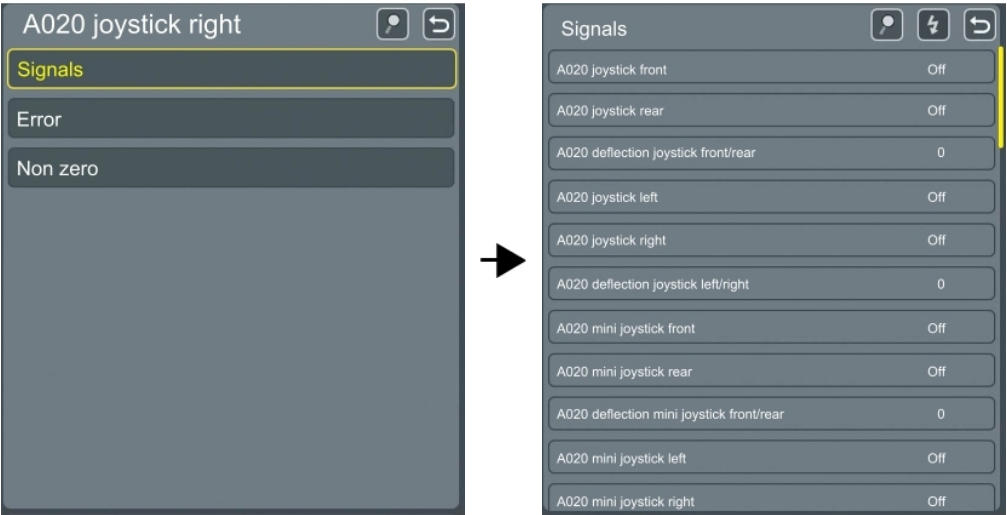 A020 joystick right
Signals
Error
Non zero
Signals
A020 joystick front Off
A020 joystick rear Off
A020 deflection joystick front/rear 0
A020 joystick left Off
A020 joystick right Off
A020 deflection joystick left/right 0
A020 mini joystick front Off
A020 mini joystick rear Off
A020 deflection mini joystick front/rear 0
A020 mini joystick left Off
A020 mini joystick right Off